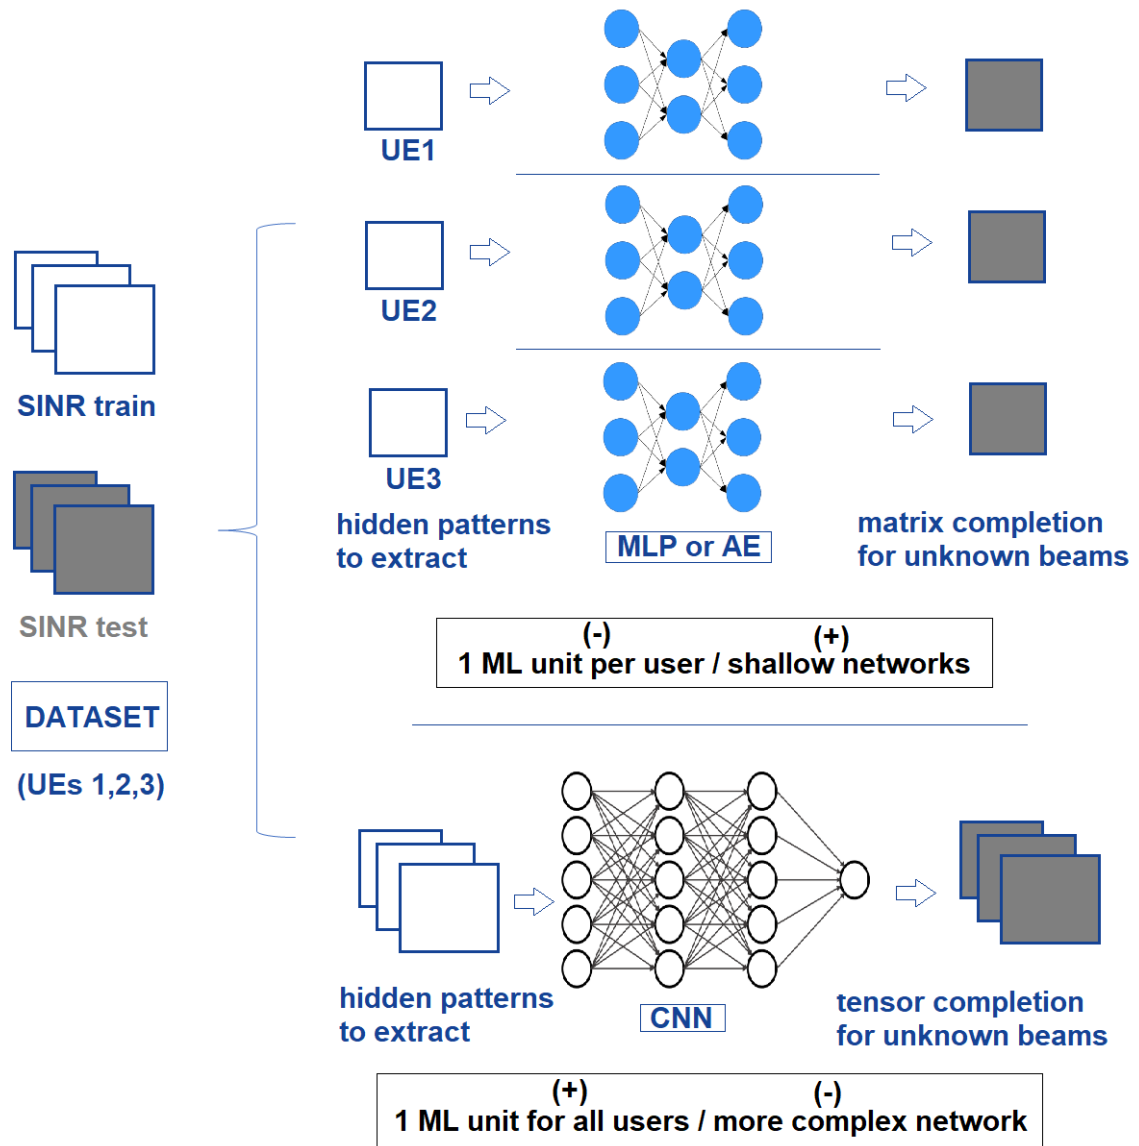 SINR train
SINR test
DATASET
(UEs 1,2,3)
UE1
UE2
UE3
hidden patterns
to extract
MLP or AE
matrix completion
for unknown beams
(-) (+)
1 ML unit per user / shallow networks
hidden patterns
to extract
CNN
tensor completion
for unknown beams
(+) (-)
1 ML unit for all users / more complex network